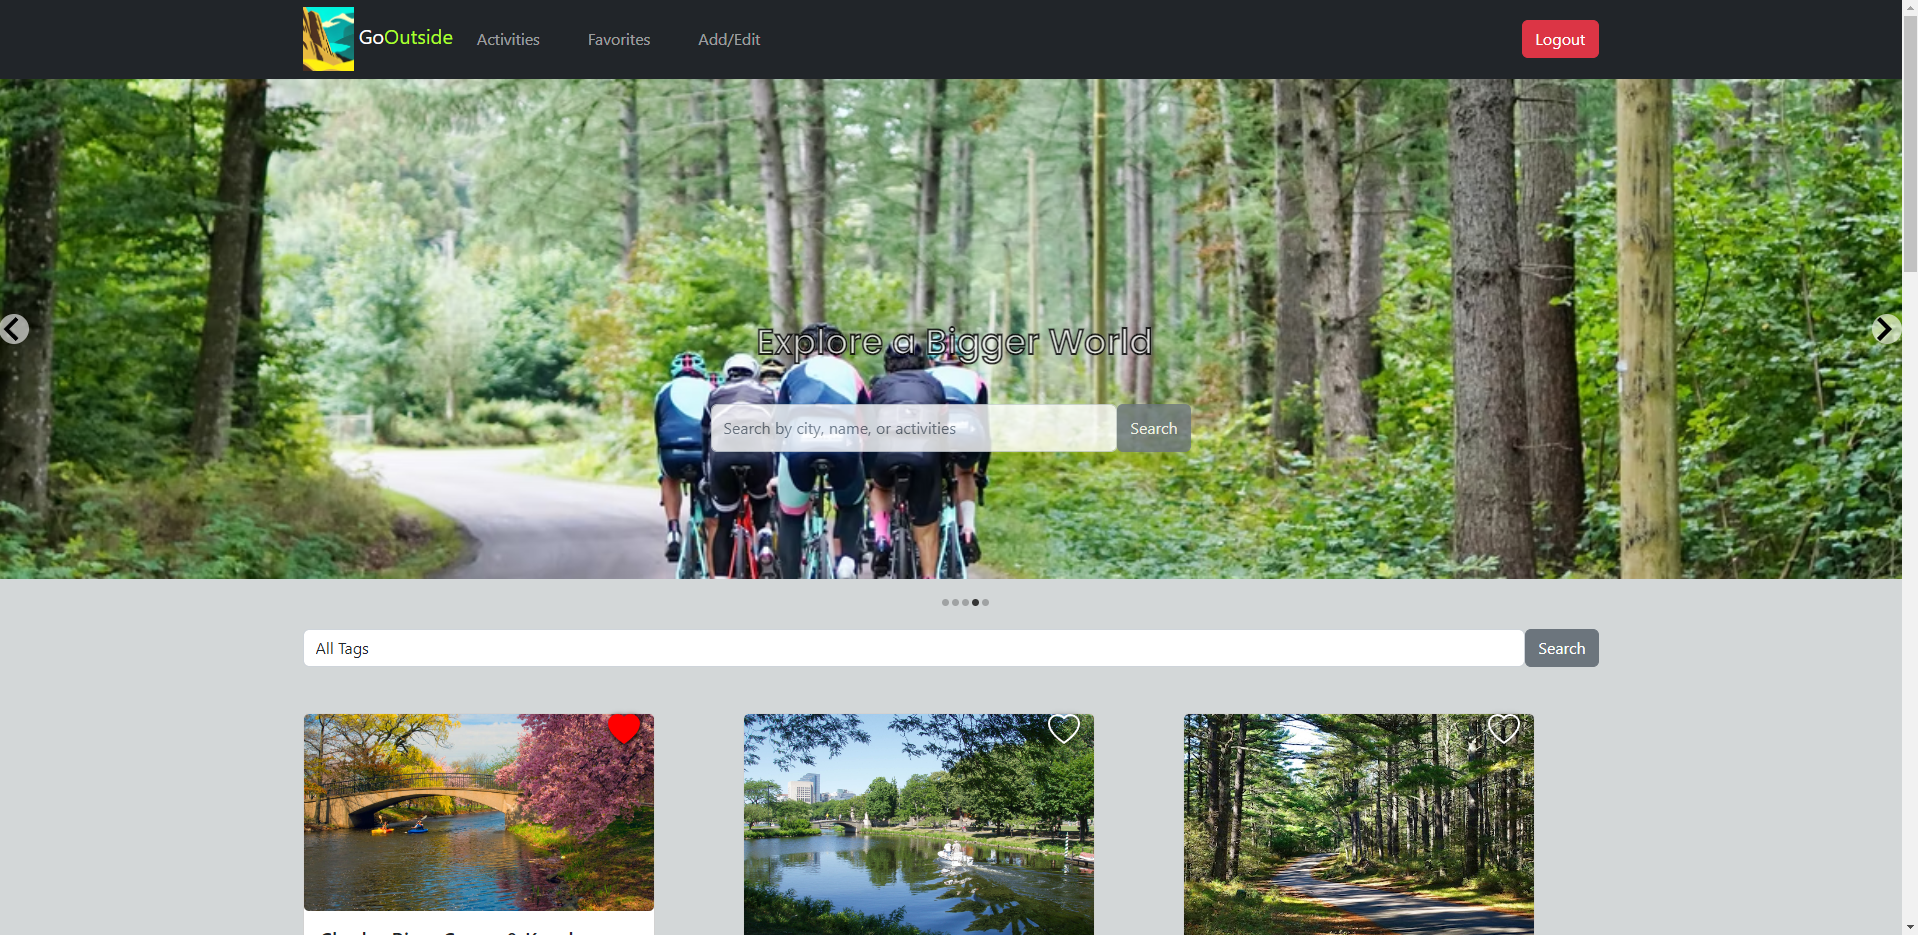 GoOutside
Activities
Favorites
Add/Edit
Logout
Explore a Bigger World
Search by city, name, or activities
Search
All Tags
Search